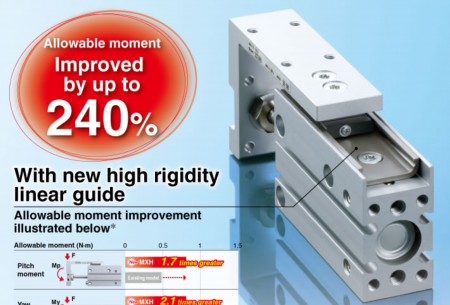 Allowable moment
Improved
by up to
240%
With new high rigidity
linear guide
Allowable moment improvement
illustrated below*
Allowable moment (N·m) 0 0.5 1 1.5
Pitch
moment
Mp
F
MXH 1.7 times greater
Existing model
Yaw
My
F
MXH 2.1 times greater